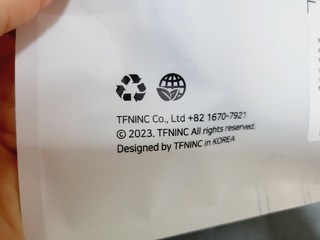 TFNINC Co., Ltd +82 1670-7921
© 2023. TFNINC All rights reserved.
Designed by TFNINC in KOREA